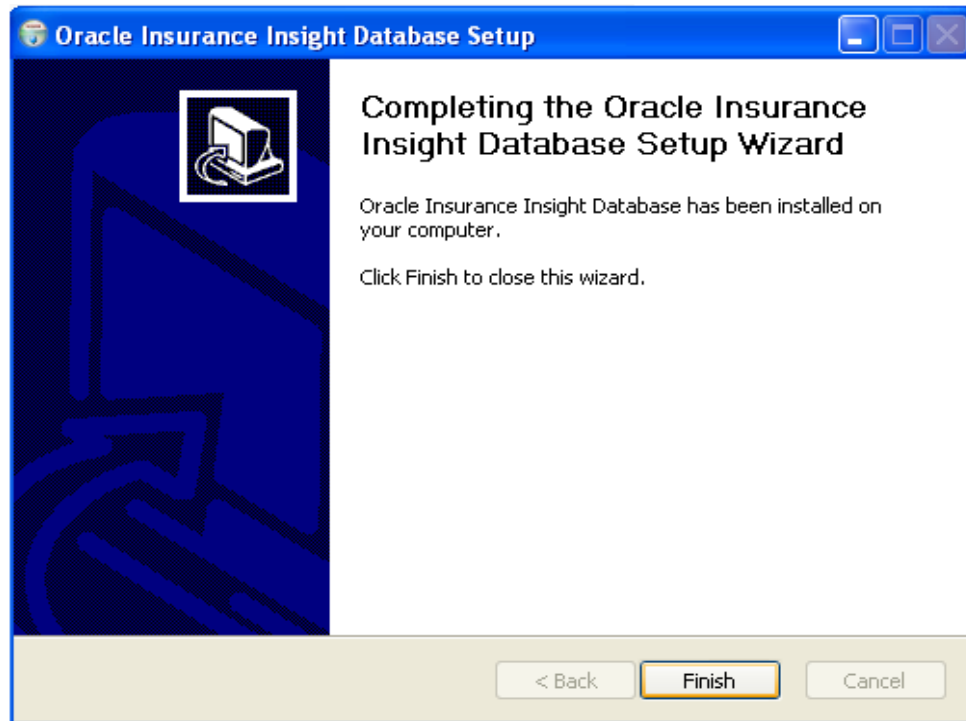 Oracle Insurance Insight Database Setup
Completing the Oracle Insurance
Insight Database Setup Wizard
Oracle Insurance Insight Database has been installed on
your computer.
Click Finish to close this wizard.
< Back
Finish
Cancel